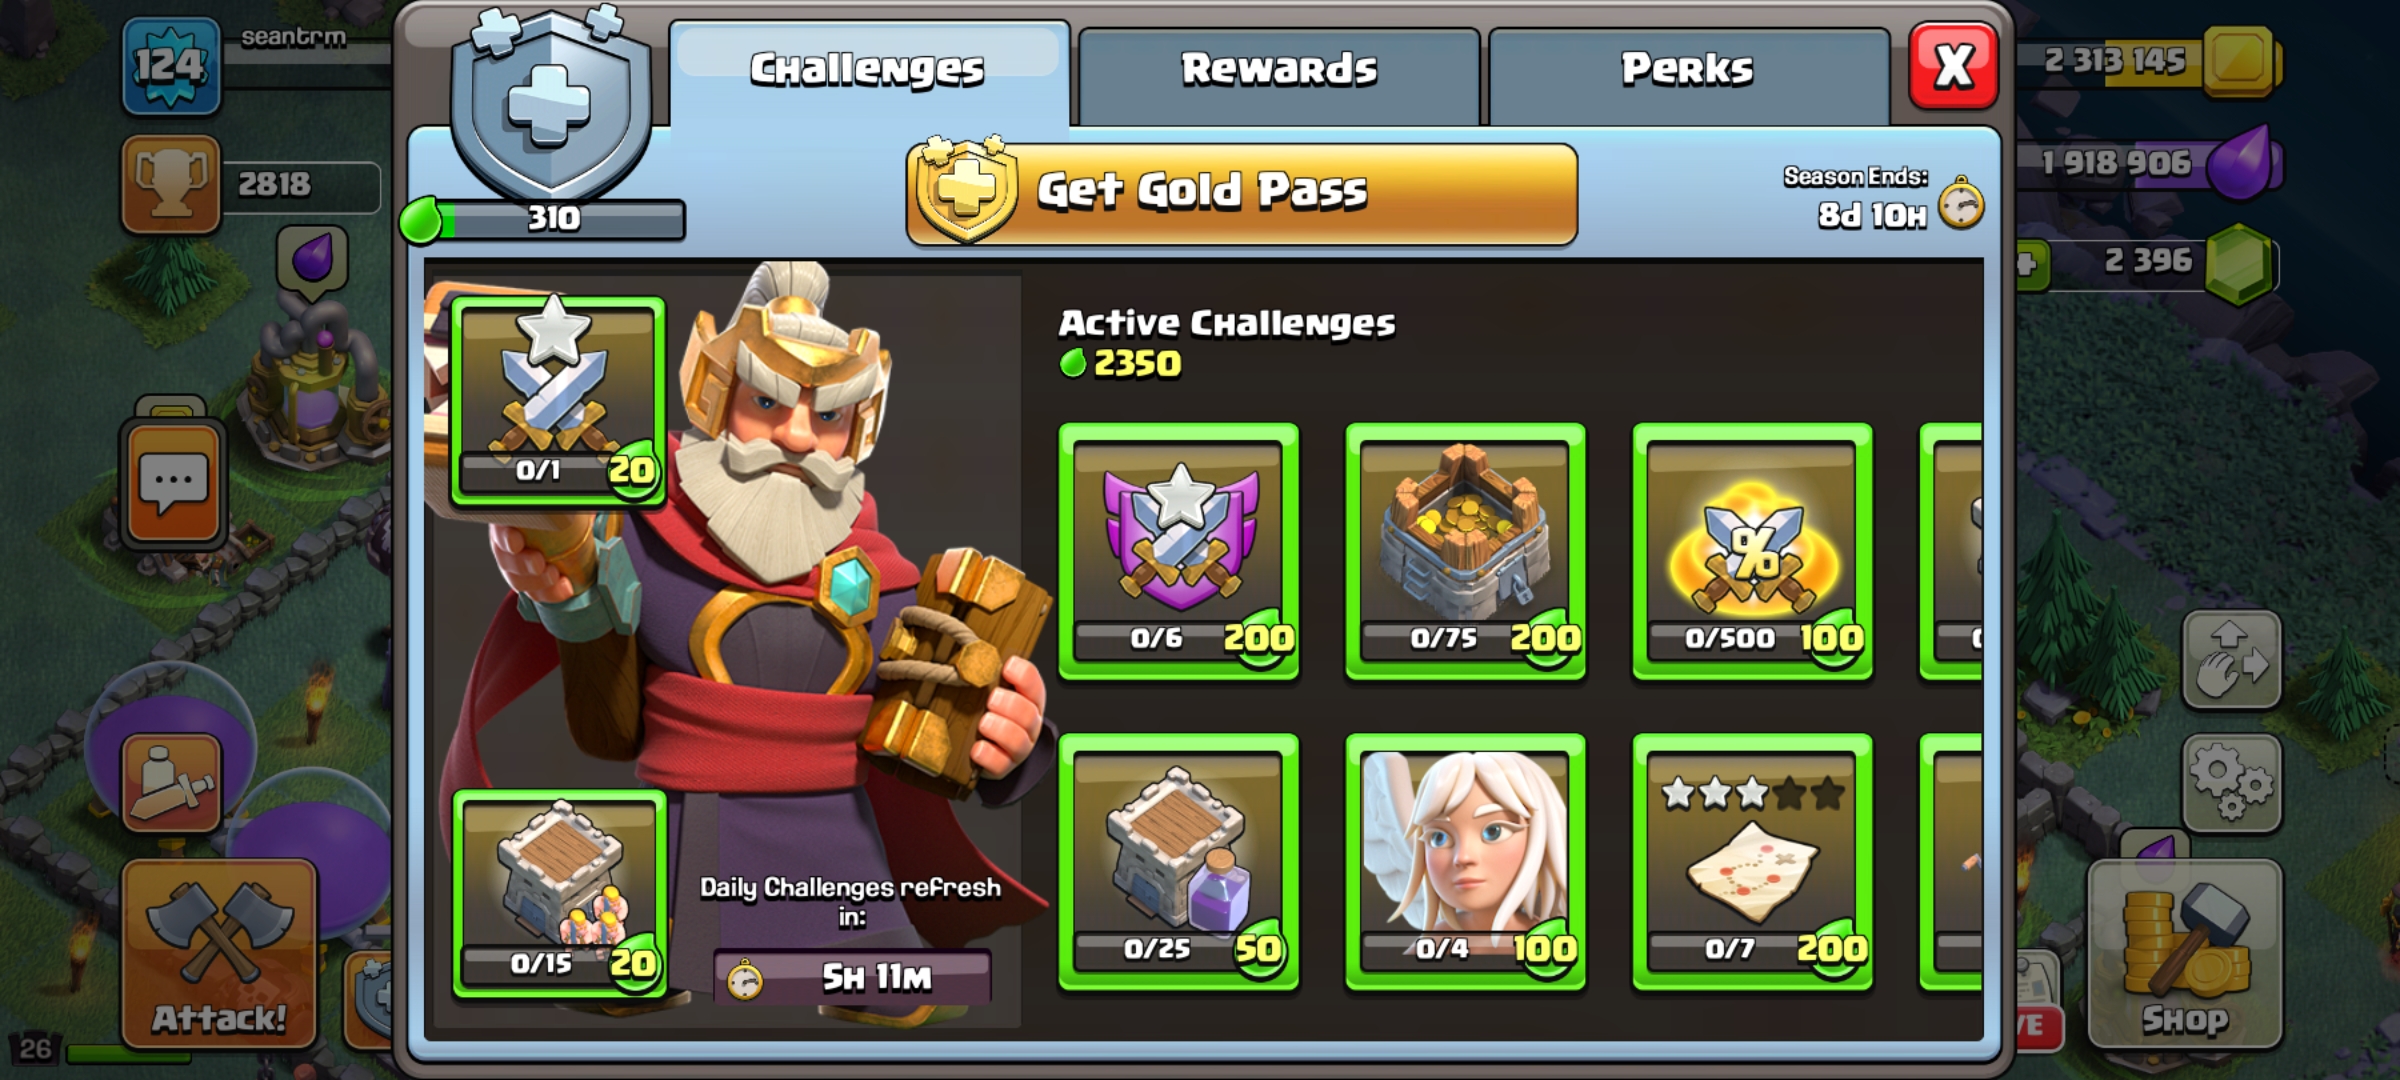 124
seantrm
Challenges
Rewards
Perks
X
2 313 145
2818
310
Get Gold Pass
Season Ends:
8d 10H
1 918 906
2 396
0/1
20
Active Challenges
2350
0/6
200
0/75
200
%
0/500
100
0/15
20
Daily Challenges refresh
in:
5H 11M
0/25
50
0/4
100
0/7
200
Attack!
26
Shop